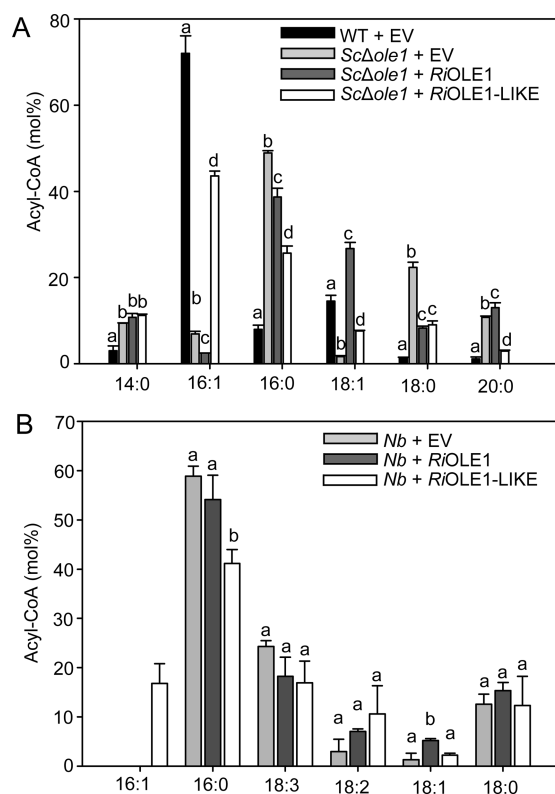 A
80
60
40
20
0
Acyl-CoA (mol%)
WT + EV
ScΔole1 + EV
ScΔole1 + RiOLE1
ScΔole1 + RiOLE1-LIKE
a b b b
a b c d
a b c d
a b c d
a b c c
a b c d
14:0 16:1 16:0 18:1 18:0 20:0
B
70
60
50
40
30
20
10
0
Acyl-CoA (mol%)
Nb + EV
Nb + RiOLE1
Nb + RiOLE1-LIKE
a a b
a a a
a a a
a b a
a a a
16:1 16:0 18:3 18:2 18:1 18:0